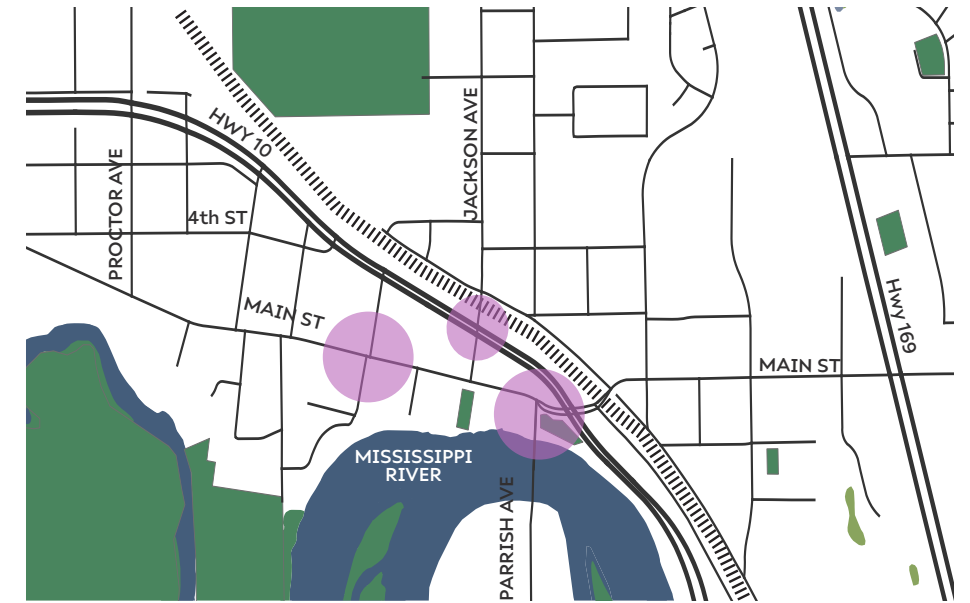 HWY 10
JACKSON AVE
PROCTOR AVE
4th ST
MAIN ST
Hwy 169
MAIN ST
MISSISSIPPI
RIVER
PARRISH AVE